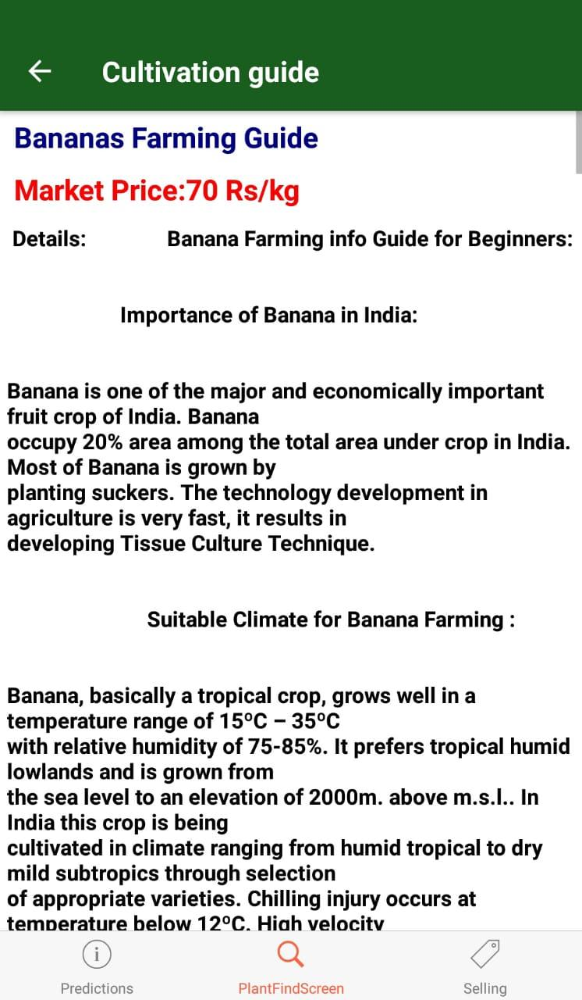 Cultivation guide
Bananas Farming Guide
Market Price:70 Rs/kg
Details: Banana Farming info Guide for Beginners:
Importance of Banana in India:
Banana is one of the major and economically important
fruit crop of India. Banana
occupy 20% area among the total area under crop in India.
Most of Banana is grown by
planting suckers. The technology development in
agriculture is very fast, it results in
developing Tissue Culture Technique.
Suitable Climate for Banana Farming :
Banana, basically a tropical crop, grows well in a
temperature range of 15ºC – 35ºC
with relative humidity of 75-85%. It prefers tropical humid
lowlands and is grown from
the sea level to an elevation of 2000m. above m.s.l.. In
India this crop is being
cultivated in climate ranging from humid tropical to dry
mild subtropics through selection
of appropriate varieties. Chilling injury occurs at
temperature below 12ºC. High velocity
Predictions
PlantFindScreen
Selling